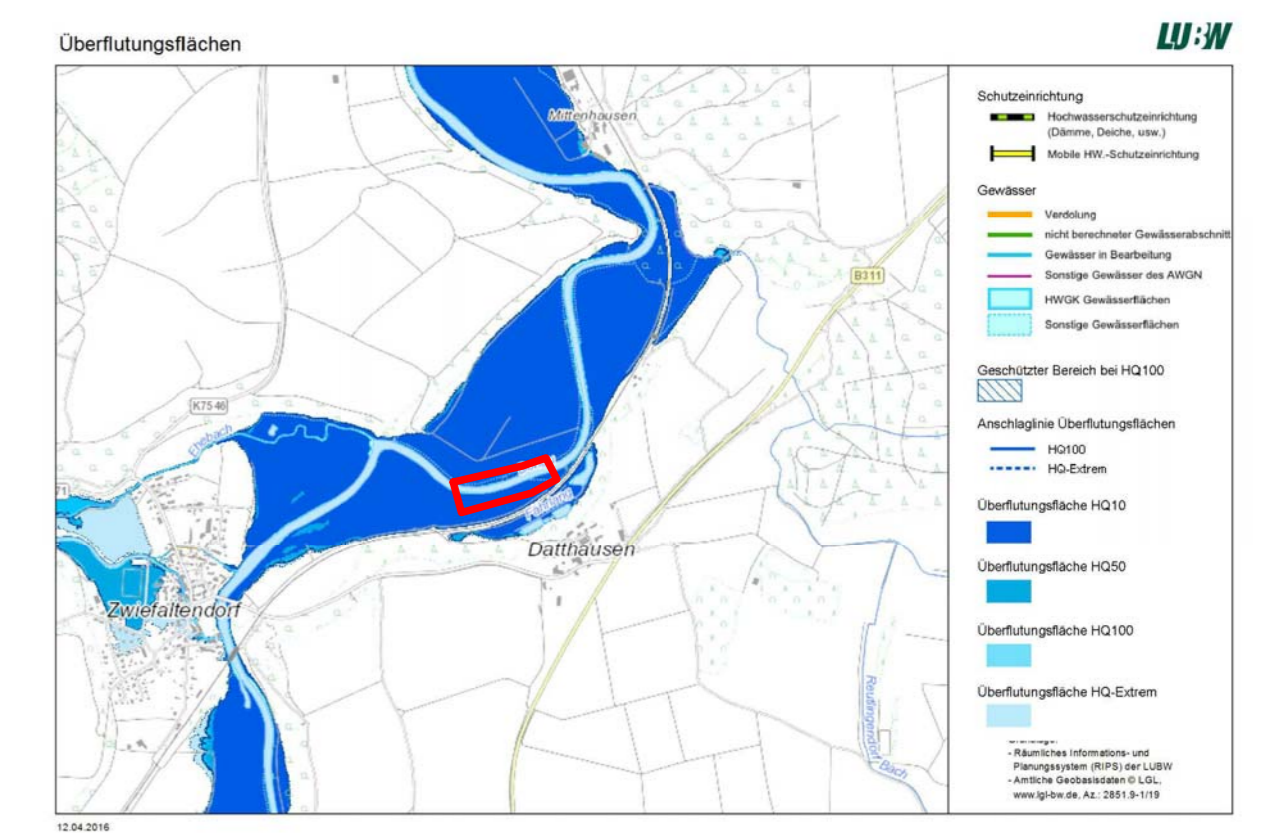 Überflutungsflächen
LUBW
Mittenhausen
B311
K7546
Ehebach
71
Datthausen
Zwiefaltendorf
Reutlingendorf Bach
Schutzeinrichtung
Hochwasserschutzeinrichtung
(Dämme, Deiche, usw.)
Mobile HW.-Schutzeinrichtung
Gewässer
Verdolung
nicht berechneter Gewässerabschnitt
Gewässer in Bearbeitung
Sonstige Gewässer des AWGN
HWGK Gewässerflächen
Sonstige Gewässerflächen
Geschützter Bereich bei HQ100
Anschlaglinie Überflutungsflächen
HQ100
HQ-Extrem
Überflutungsfläche HQ10
Überflutungsfläche HQ50
Überflutungsfläche HQ100
Überflutungsfläche HQ-Extrem
- Räumliches Informations- und
Planungssystem (RIPS) der LUBW
- Amtliche Geobasisdaten © LGL,
www.lgl-bw.de, Az.: 2851.9-1/19
12.04.2016